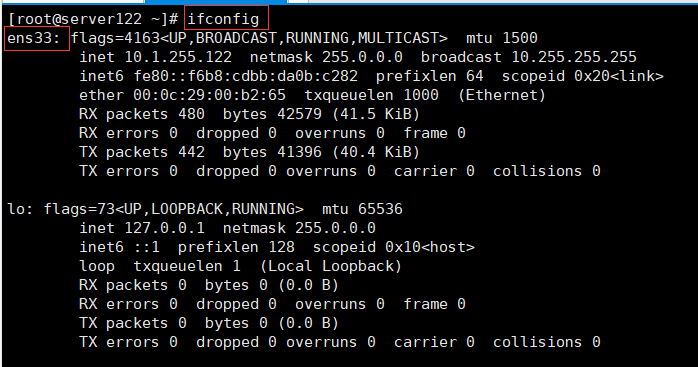 [root@server122 ~]# ifconfig
ens33: flags=4163<UP,BROADCAST,RUNNING,MULTICAST>  mtu 1500
        inet 10.1.255.122  netmask 255.0.0.0  broadcast 10.255.255.255
        inet6 fe80::f6b8:cdbb:da0b:c282  prefixlen 64  scopeid 0x20<link>
        ether 00:0c:29:00:b2:65  txqueuelen 1000  (Ethernet)
        RX packets 480  bytes 42579 (41.5 KiB)
        RX errors 0  dropped 0  overruns 0  frame 0
        TX packets 442  bytes 41396 (40.4 KiB)
        TX errors 0  dropped 0 overruns 0  carrier 0  collisions 0

lo: flags=73<UP,LOOPBACK,RUNNING>  mtu 65536
        inet 127.0.0.1  netmask 255.0.0.0
        inet6 ::1  prefixlen 128  scopeid 0x10<host>
        loop  txqueuelen 1  (Local Loopback)
        RX packets 0  bytes 0 (0.0 B)
        RX errors 0  dropped 0  overruns 0  frame 0
        TX packets 0  bytes 0 (0.0 B)
        TX errors 0  dropped 0 overruns 0  carrier 0  collisions 0